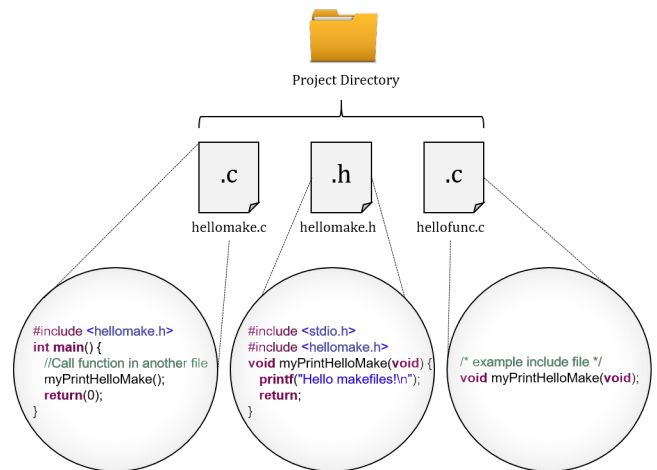 Project Directory
.c
.h
.c
hellomake.c
hellomake.h
hellofunc.c
#include <hellomake.h>
int main() {
//Call function in another file
myPrintHelloMake();
return(0);
}
#include <stdio.h>
#include <hellomake.h>
void myPrintHelloMake(void) {
printf("Hello makefiles!\n");
return;
}
/* example include file */
void myPrintHelloMake(void);